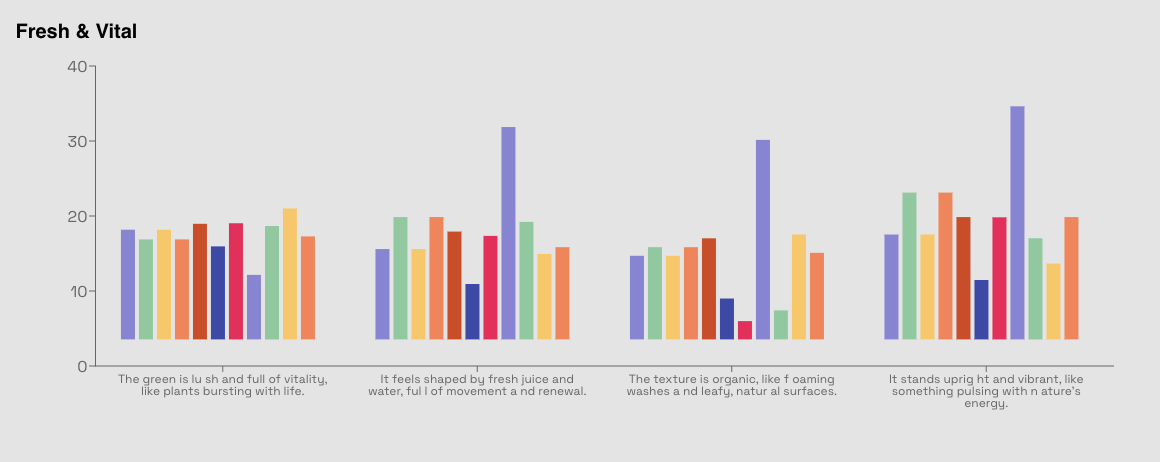 Fresh & Vital
40
30
20
10
0
The green is lu sh and full of vitality,
like plants bursting with life.
It feels shaped by fresh juice and
water, ful l of movement a nd renewal.
The texture is organic, like f oaming
washes a nd leafy, natur al surfaces.
It stands uprig ht and vibrant, like
something pulsing with n ature's
energy.